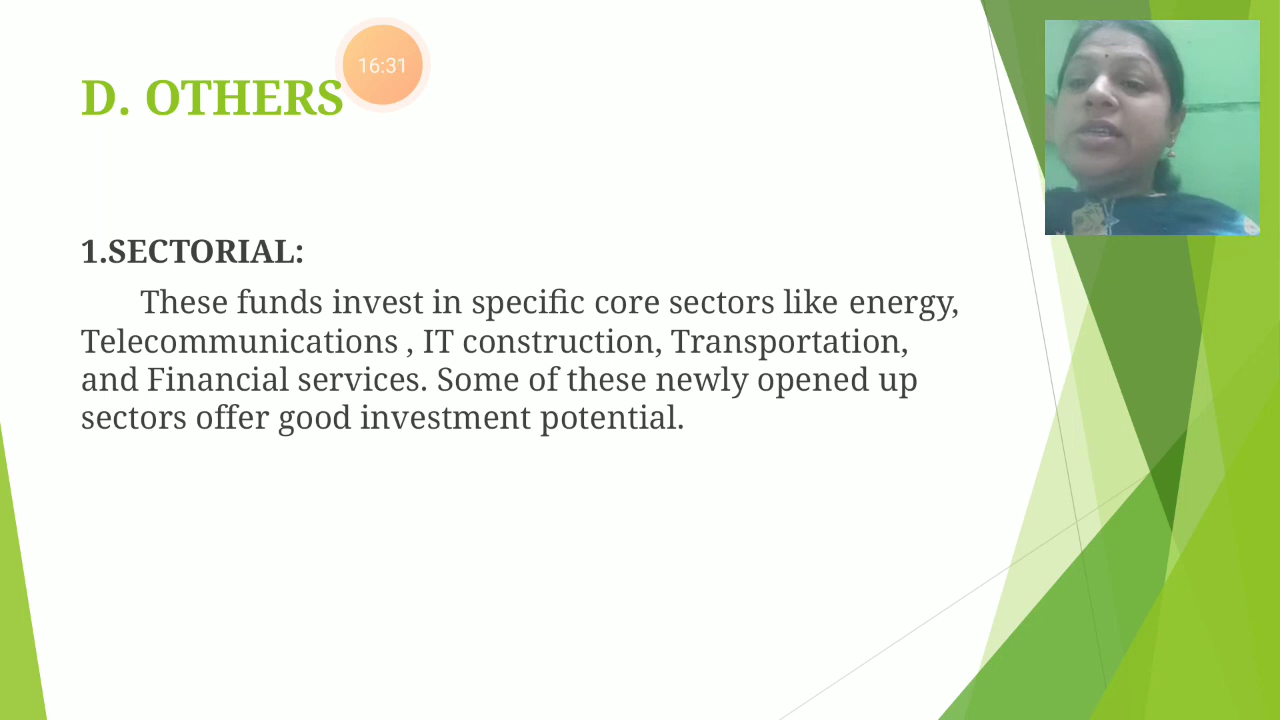 D. OTHERS
16:31
1.SECTORIAL:
These funds invest in specific core sectors like energy,
Telecommunications , IT construction, Transportation,
and Financial services. Some of these newly opened up
sectors offer good investment potential.